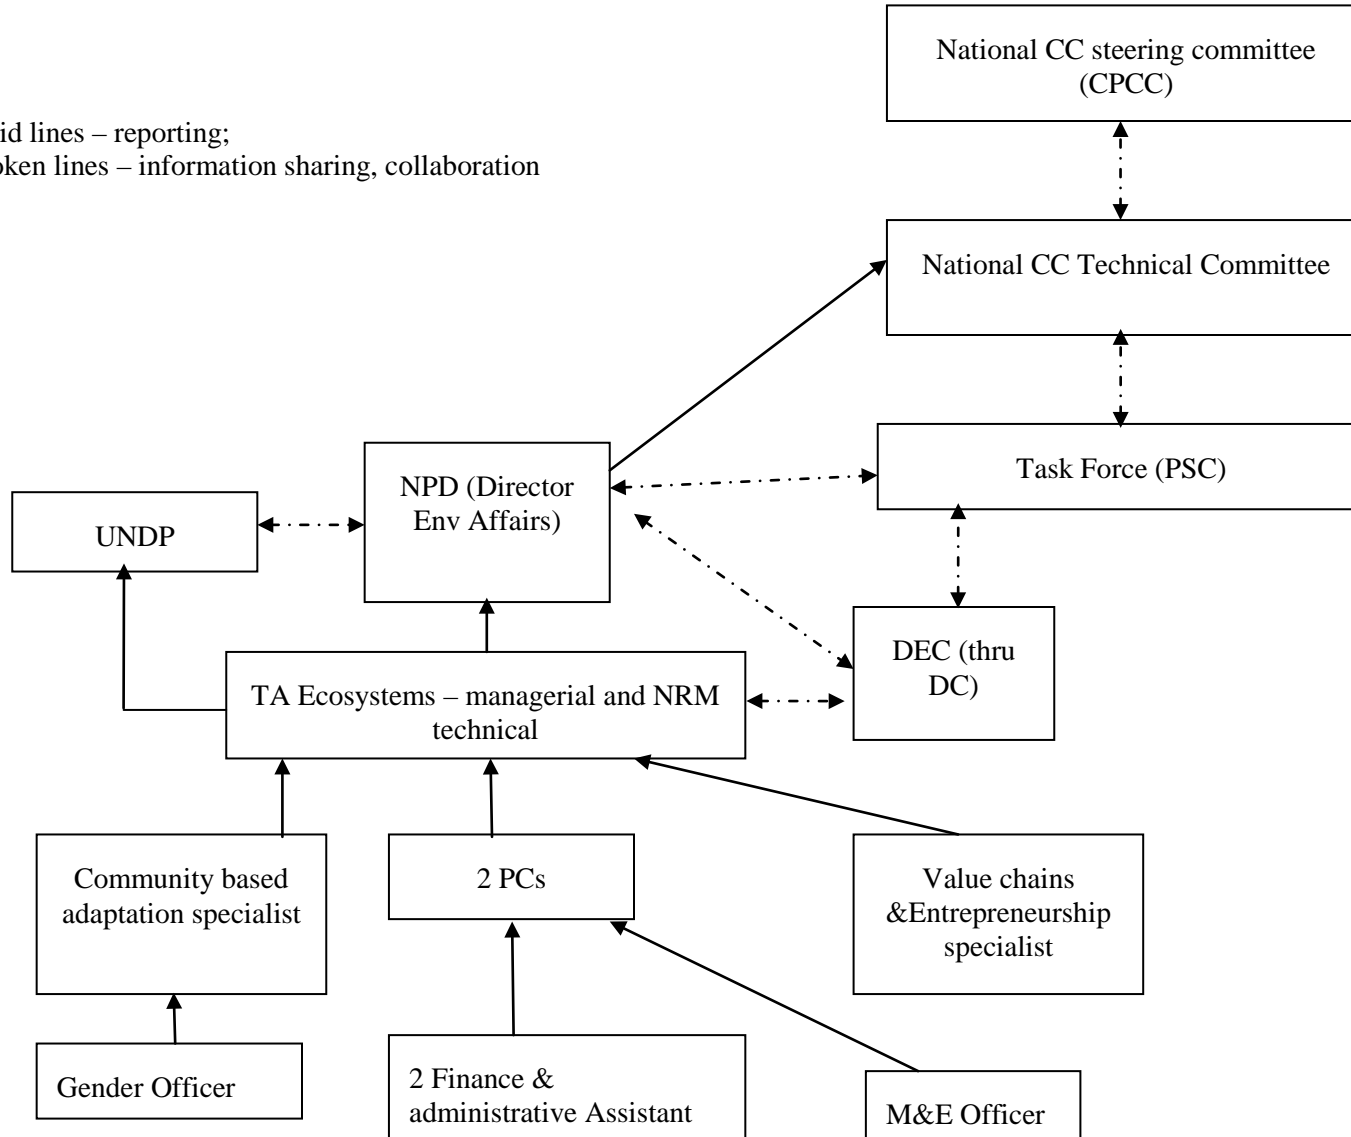 National CC steering committee
(CPCC)
id lines – reporting;
oken lines – information sharing, collaboration
National CC Technical Committee
Task Force (PSC)
NPD (Director
Env Affairs)
UNDP
DEC (thru
DC)
TA Ecosystems – managerial and NRM
technical
Community based
adaptation specialist
2 PCs
Value chains
&Entrepreneurship
specialist
Gender Officer
2 Finance &
administrative Assistant
M&E Officer